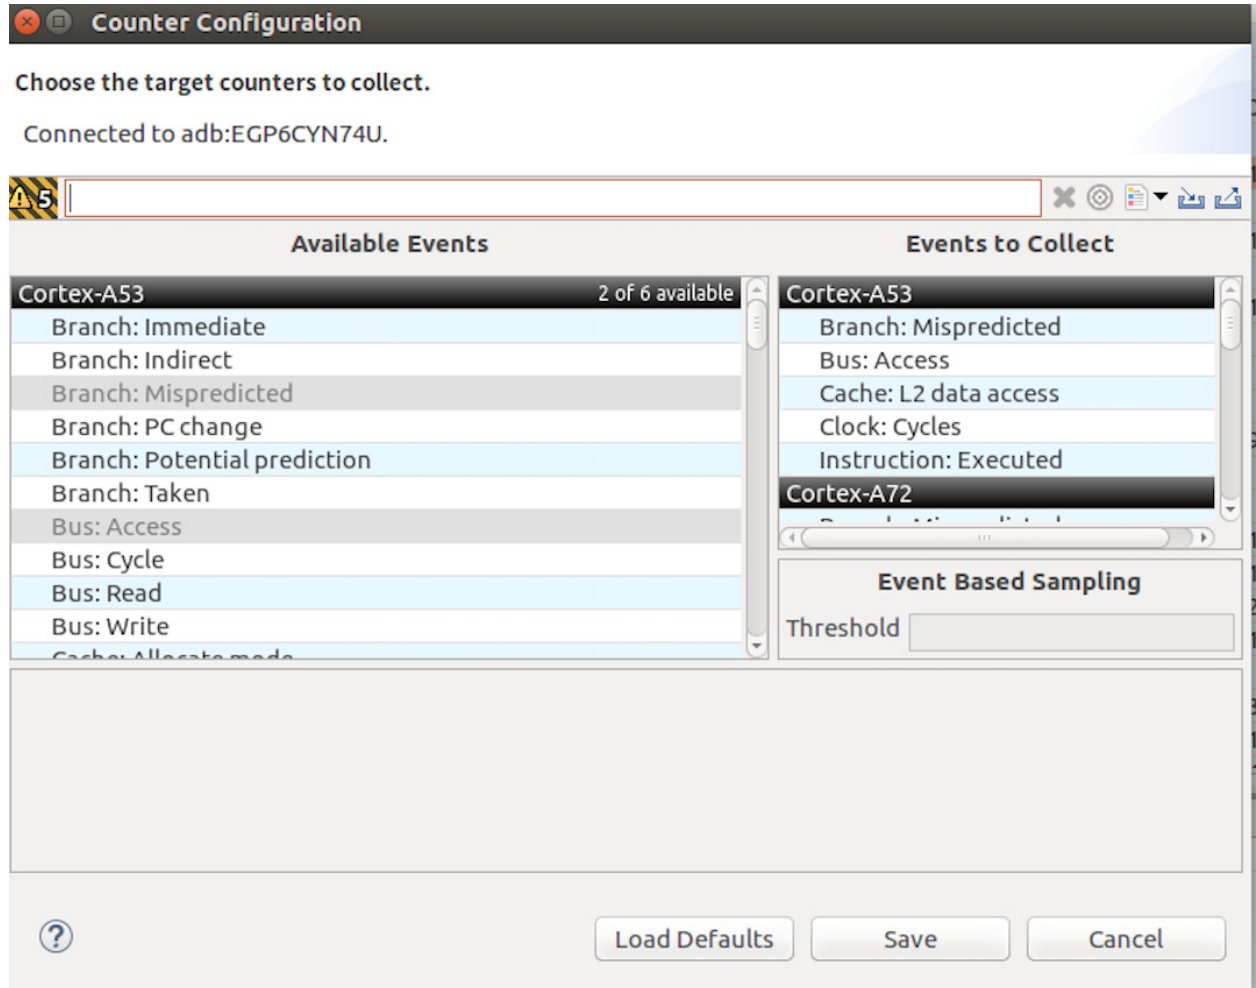 Counter Configuration
Choose the target counters to collect.
Connected to adb:EGP6CYN74U.
5
Available Events
Events to Collect
Cortex-A53 2 of 6 available
Branch: Immediate
Branch: Indirect
Branch: Mispredicted
Branch: PC change
Branch: Potential prediction
Branch: Taken
Bus: Access
Bus: Cycle
Bus: Read
Bus: Write
Cache: Allocate mode
Cortex-A53
Branch: Mispredicted
Bus: Access
Cache: L2 data access
Clock: Cycles
Instruction: Executed
Cortex-A72
Event Based Sampling
Threshold
?
Load Defaults
Save
Cancel